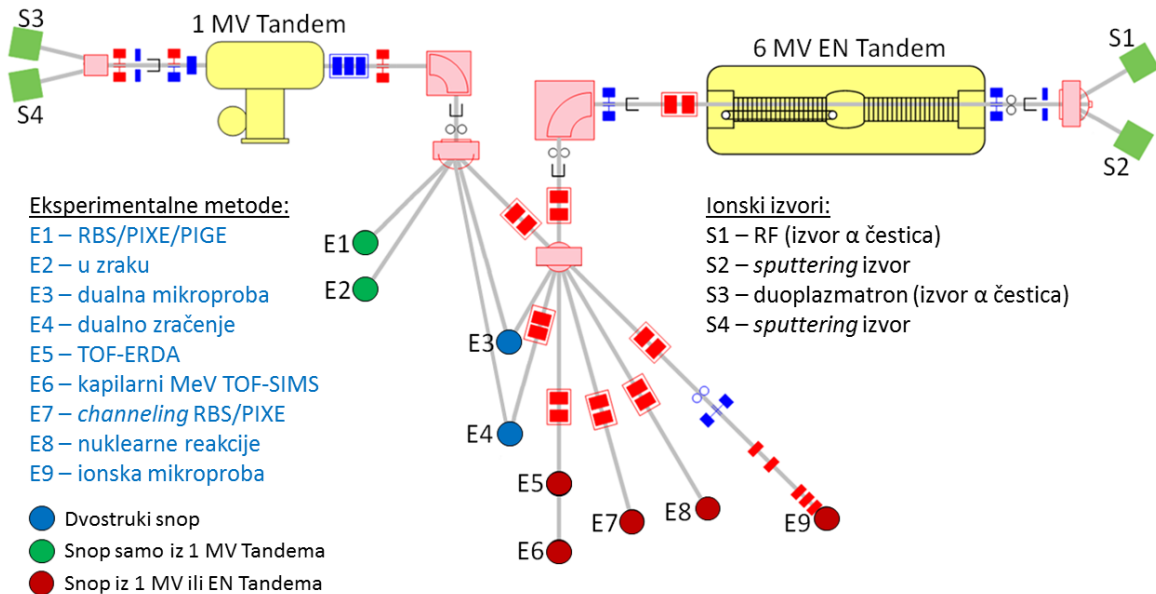 S3
1 MV Tandem
6 MV EN Tandem
S1
S4
S2
Eksperimentalne metode:
E1 – RBS/PIXE/PIGE
E2 – u zraku
E3 – dualna mikroproba
E4 – dualno zračenje
E5 – TOF-ERDA
E6 – kapilarni MeV TOF-SIMS
E7 – channeling RBS/PIXE
E8 – nuklearne reakcije
E9 – ionska mikroproba
Dvostruki snop
Snop samo iz 1 MV Tandema
Snop iz 1 MV ili EN Tandema
E1
E2
E3
E4
E5
E6
E7
E8
E9
Ionski izvori:
S1 – RF (izvor α čestica)
S2 – sputtering izvor
S3 – duoplazmatron (izvor α čestica)
S4 – sputtering izvor